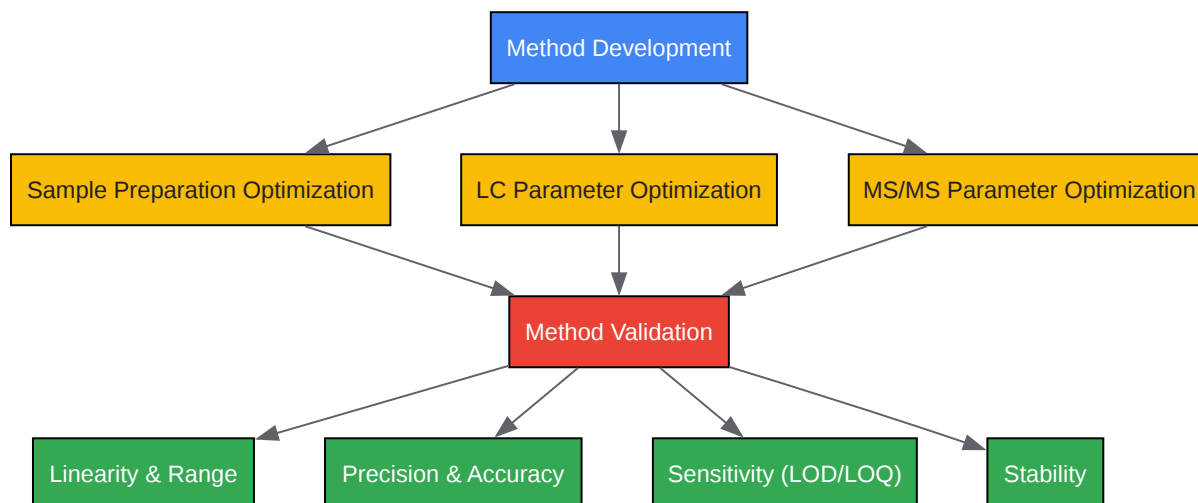 Method Development
Sample Preparation Optimization
LC Parameter Optimization
MS/MS Parameter Optimization
Method Validation
Linearity & Range
Precision & Accuracy
Sensitivity (LOD/LOQ)
Stability